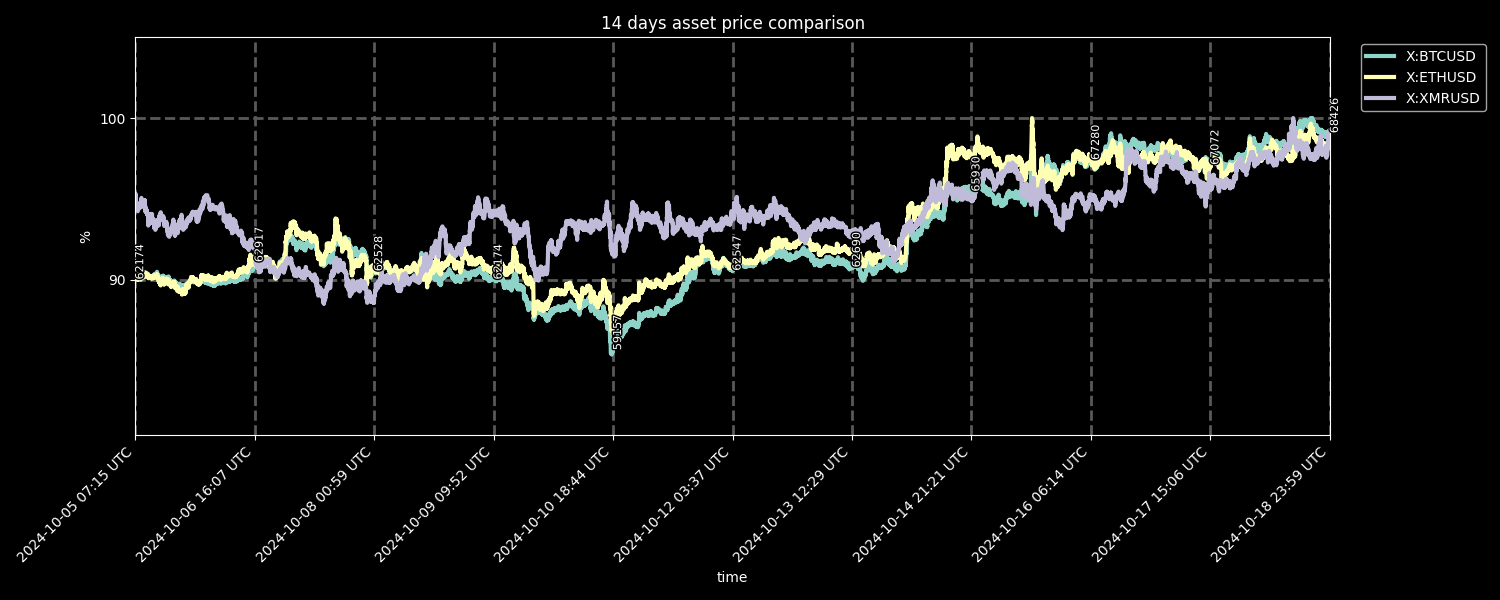 14 days asset price comparison
X:BTCUSD
X:ETHUSD
X:XMRUSD
100
90
%
62174
62917
62528
62174
59157
62547
62690
65930
67280
67072
68426
2024-10-05 07:15 UTC
2024-10-06 16:07 UTC
2024-10-08 00:59 UTC
2024-10-09 09:52 UTC
2024-10-10 18:44 UTC
2024-10-12 03:37 UTC
2024-10-13 12:29 UTC
2024-10-14 21:21 UTC
2024-10-16 06:14 UTC
2024-10-17 15:06 UTC
2024-10-18 23:59 UTC
time